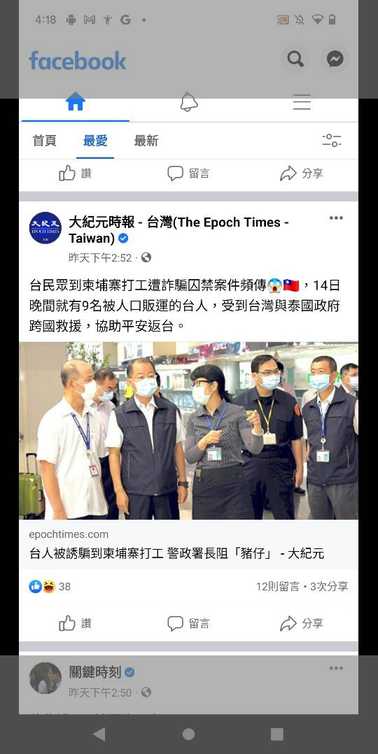 4:18
facebook
首頁 最愛 最新
讚 留言 分享
大紀元時報 - 台灣(The Epoch Times -
Taiwan)
昨天下午2:52
台民眾到柬埔寨打工遭詐騙囚禁案件頻傳😱🇹🇼，14日
晚間就有9名被人口販運的台人，受到台灣與泰國政府
跨國救援，協助平安返台。
epochtimes.com
台人被誘騙到柬埔寨打工 警政署長阻「豬仔」 - 大紀元
38 12則留言・3次分享
讚 留言 分享
關鍵時刻
昨天下午2:50